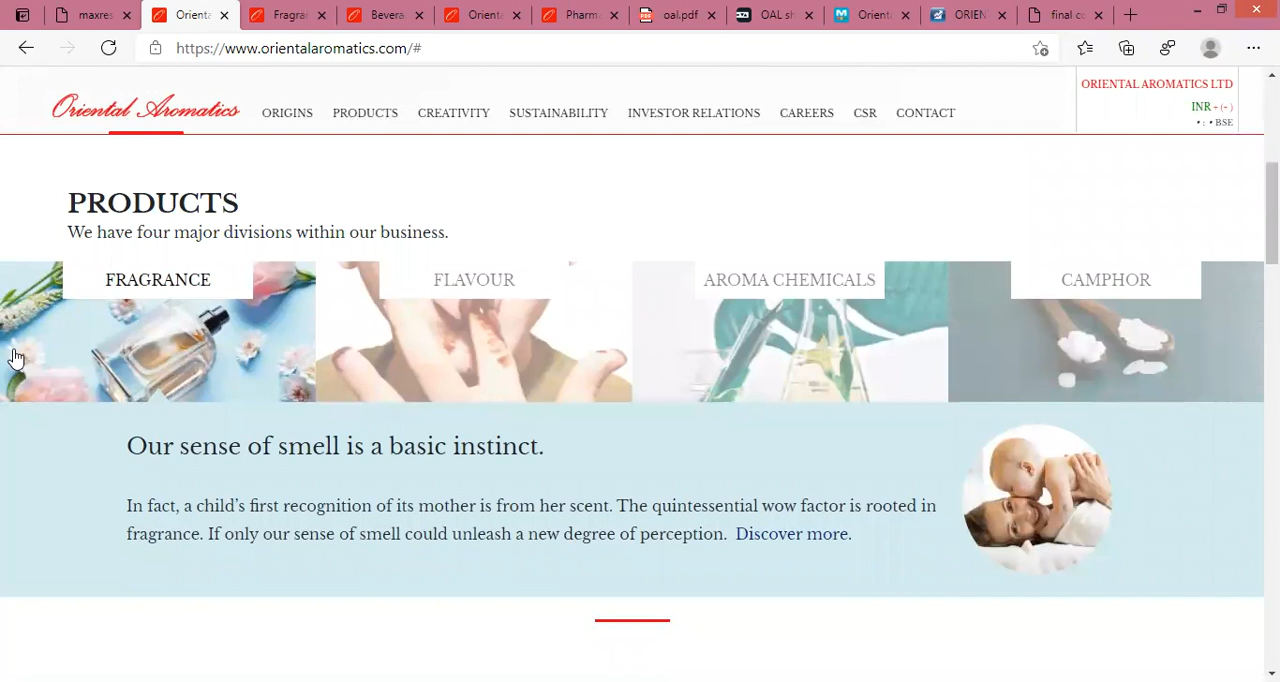 maxres
Orienta
Fragra
Bevera
Orienta
Pharm
oal.pdf
OAL sh
Orienta
ORIEN
final co
https://www.orientalaromatics.com/#
Oriental Aromatics
ORIGINS
PRODUCTS
CREATIVITY
SUSTAINABILITY
INVESTOR RELATIONS
CAREERS
CSR
CONTACT
ORIENTAL AROMATICS LTD
INR - (- )
• : • BSE
PRODUCTS
We have four major divisions within our business.
FRAGRANCE
FLAVOUR
AROMA CHEMICALS
CAMPHOR
Our sense of smell is a basic instinct.
In fact, a child’s first recognition of its mother is from her scent. The quintessential wow factor is rooted in
fragrance. If only our sense of smell could unleash a new degree of perception. Discover more.